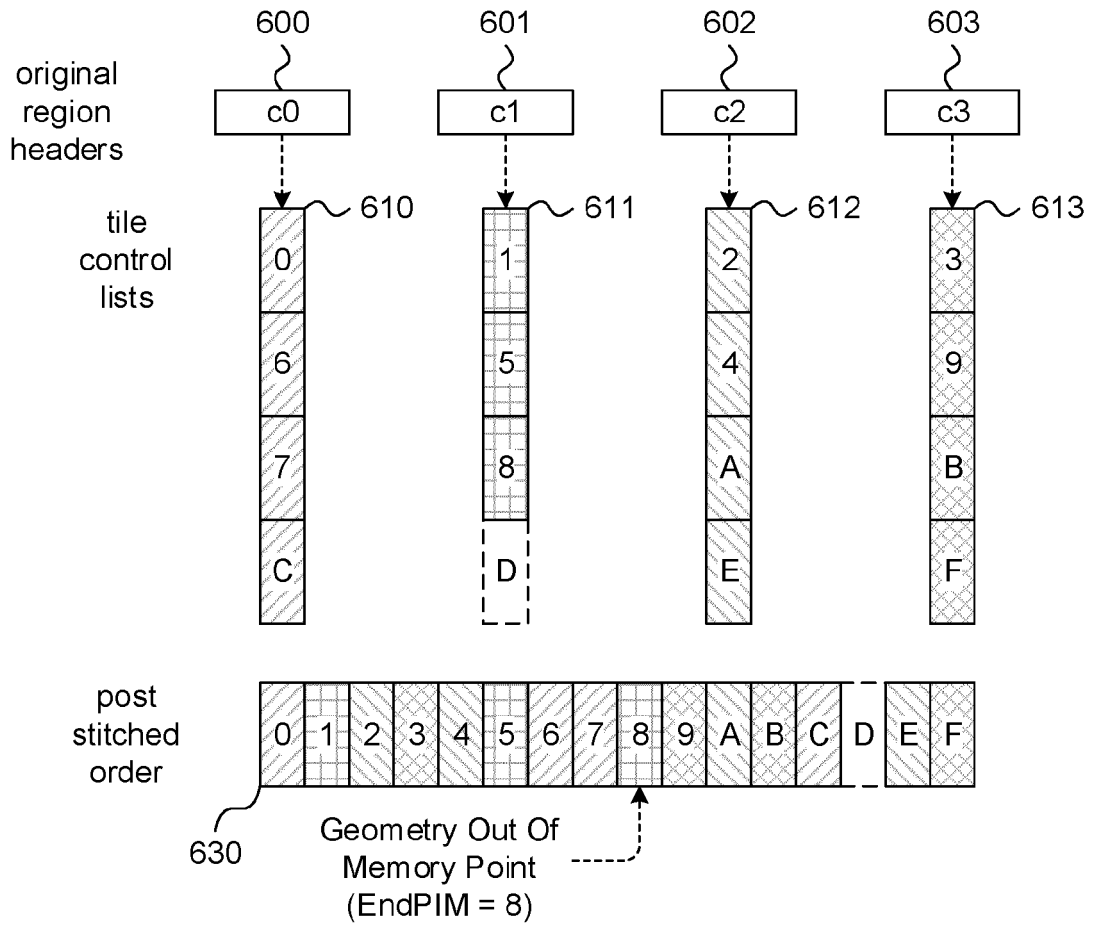 600 601 602 603
original
region
headers
c0 c1 c2 c3
610 611 612 613
tile
control
lists
0 1 2 3
6 5 4 9
7 8 A B
C D E F
post
stitched
order
0 1 2 3 4 5 6 7 8 9 A B C D E F
630
Geometry Out Of
Memory Point
(EndPIM = 8)